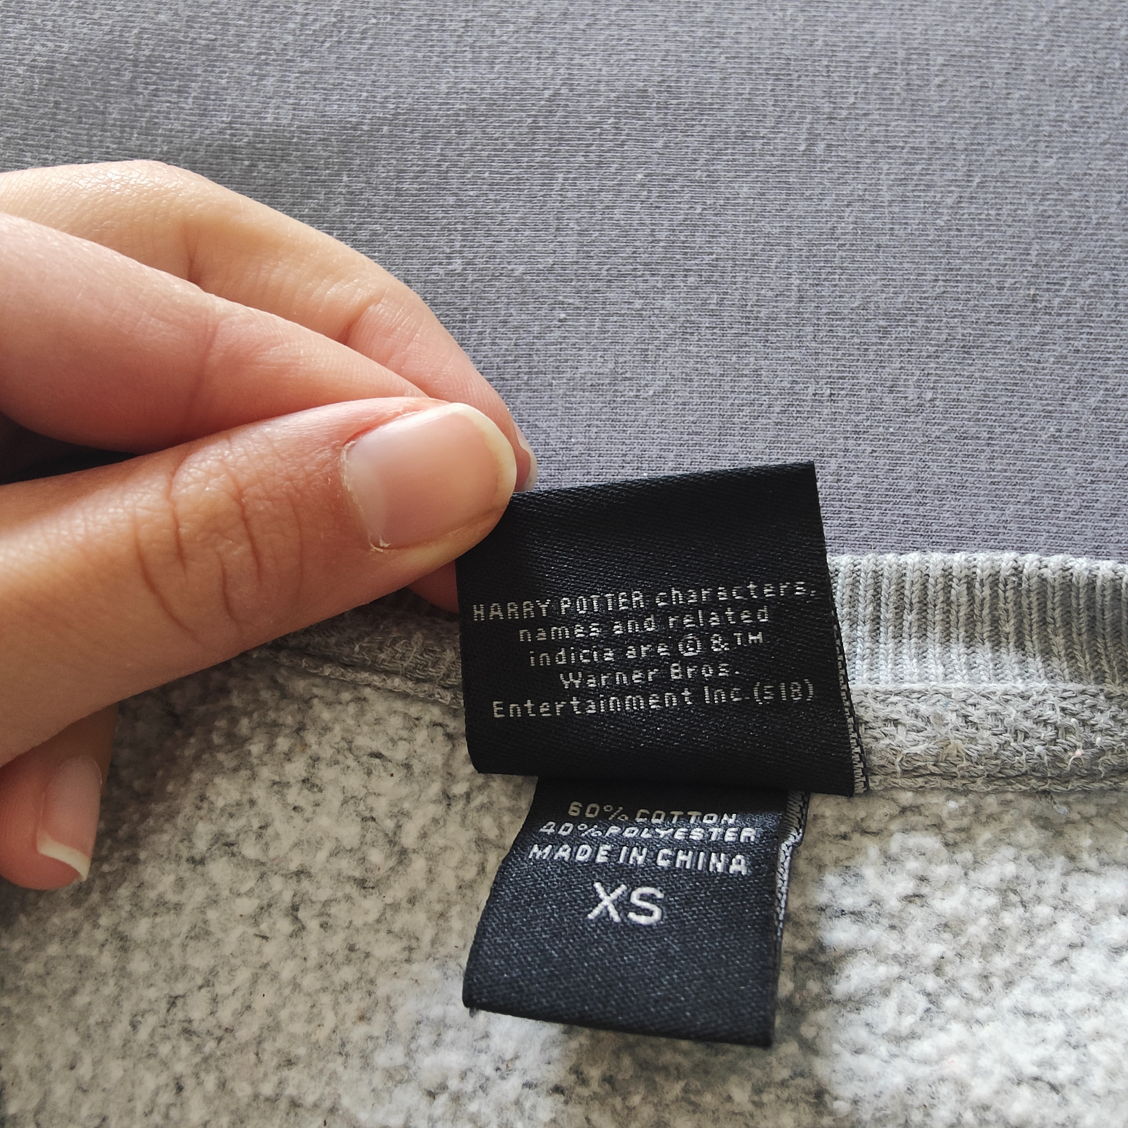 HARRY POTTER characters,
names and related
indicia are © & ™
Warner Bros.
Entertainment Inc.(s18)
60% COTTON
40% POLYESTER
MADE IN CHINA
XS